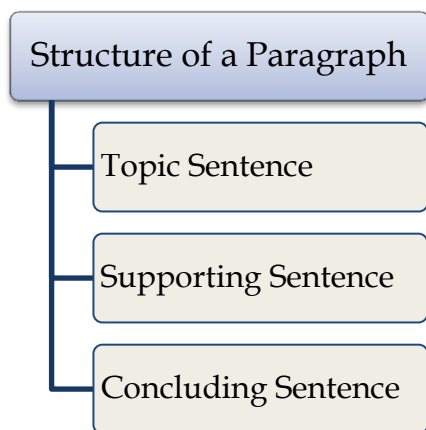 Structure of a Paragraph
Topic Sentence
Supporting Sentence
Concluding Sentence